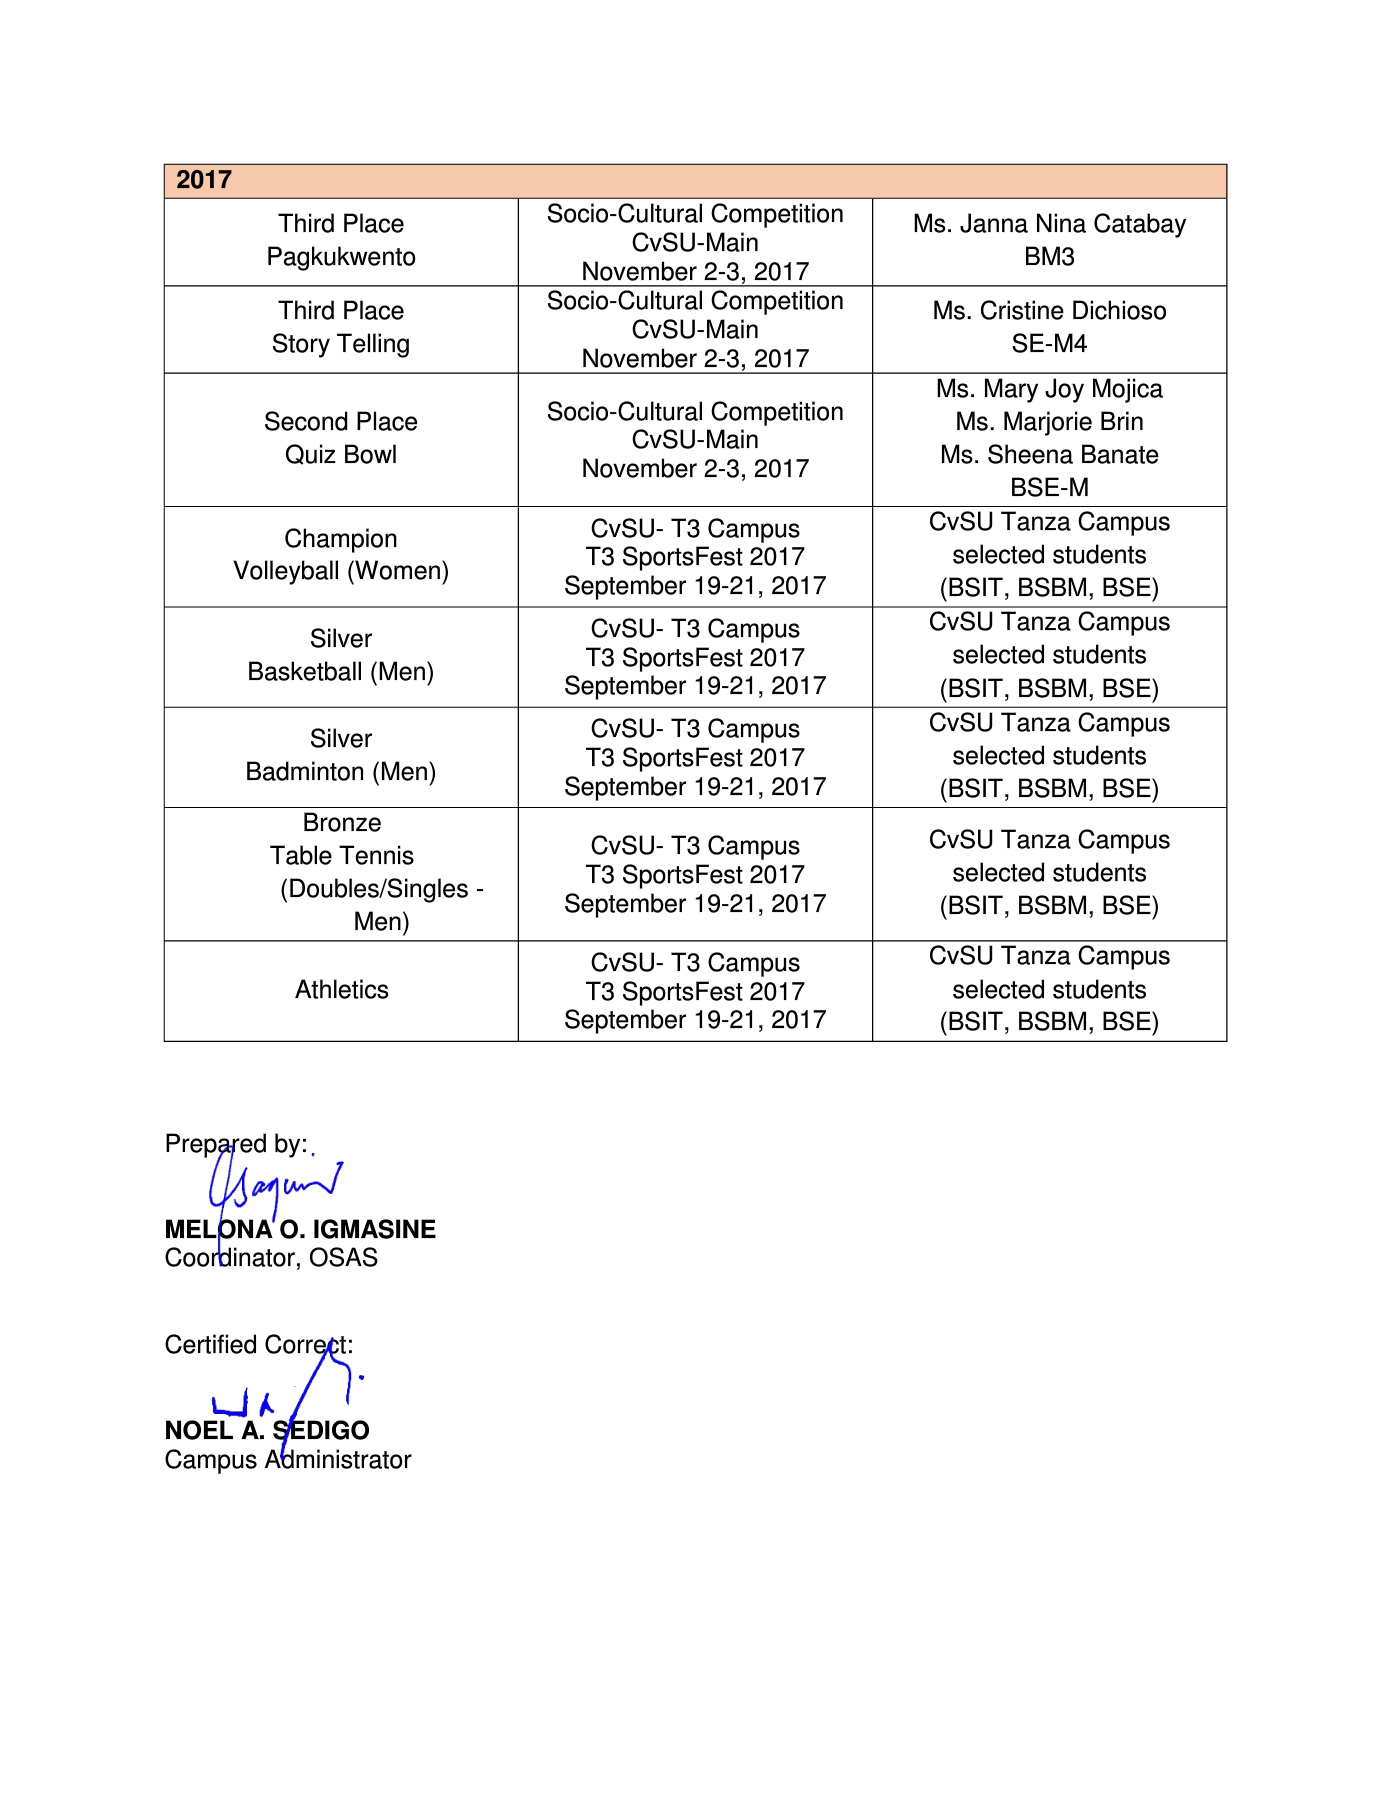 2017
Third Place
Pagkukwento
Socio-Cultural Competition
CvSU-Main
November 2-3, 2017
Ms. Janna Nina Catabay
BM3
Third Place
Story Telling
Socio-Cultural Competition
CvSU-Main
November 2-3, 2017
Ms. Cristine Dichioso
SE-M4
Second Place
Quiz Bowl
Socio-Cultural Competition
CvSU-Main
November 2-3, 2017
Ms. Mary Joy Mojica
Ms. Marjorie Brin
Ms. Sheena Banate
BSE-M
Champion
Volleyball (Women)
CvSU- T3 Campus
T3 SportsFest 2017
September 19-21, 2017
CvSU Tanza Campus
selected students
(BSIT, BSBM, BSE)
Silver
Basketball (Men)
CvSU- T3 Campus
T3 SportsFest 2017
September 19-21, 2017
CvSU Tanza Campus
selected students
(BSIT, BSBM, BSE)
Silver
Badminton (Men)
CvSU- T3 Campus
T3 SportsFest 2017
September 19-21, 2017
CvSU Tanza Campus
selected students
(BSIT, BSBM, BSE)
Bronze
Table Tennis
(Doubles/Singles -
Men)
CvSU- T3 Campus
T3 SportsFest 2017
September 19-21, 2017
CvSU Tanza Campus
selected students
(BSIT, BSBM, BSE)
Athletics
CvSU- T3 Campus
T3 SportsFest 2017
September 19-21, 2017
CvSU Tanza Campus
selected students
(BSIT, BSBM, BSE)
Prepared by:
MELONA O. IGMASINE
Coordinator, OSAS
Certified Correct:
NOEL A. SEDIGO
Campus Administrator